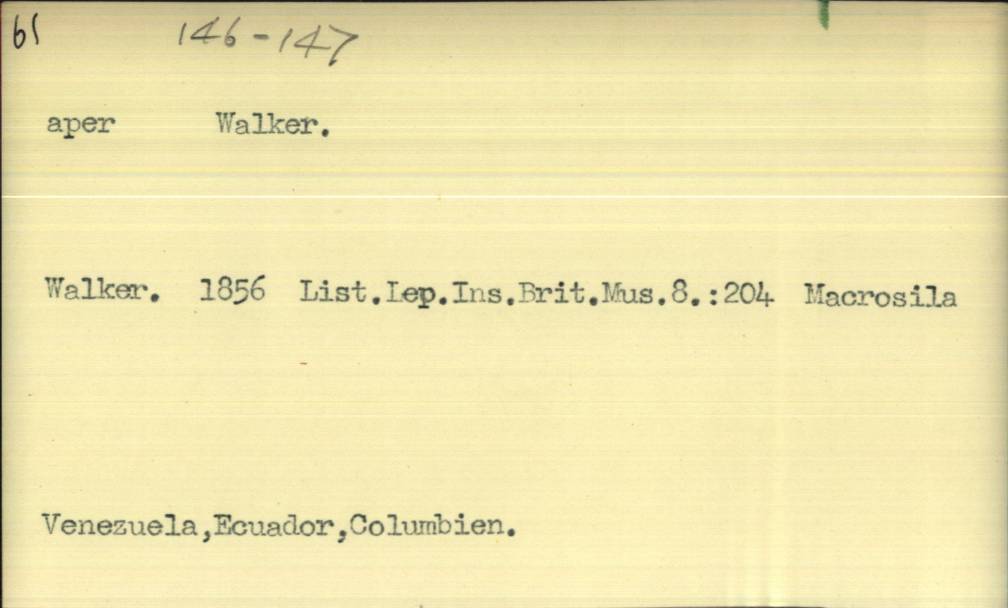 61 146-147
aper Walker.
Walker. 1856 List.Lep.Ins.Brit.Mus.8.:204 Macrosila
Venezuela,Ecuador,Columbien.